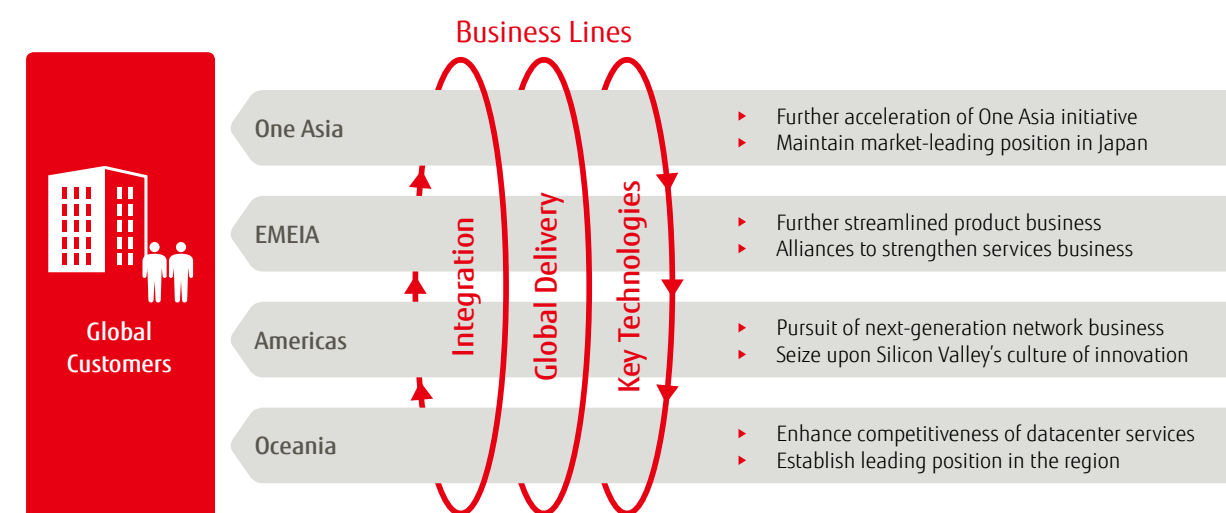 Business Lines
Global
Customers
One Asia
EMEIA
Americas
Oceania
Integration
Global Delivery
Key Technologies
Further acceleration of One Asia initiative
Maintain market-leading position in Japan
Further streamlined product business
Alliances to strengthen services business
Pursuit of next-generation network business
Seize upon Silicon Valley’s culture of innovation
Enhance competitiveness of datacenter services
Establish leading position in the region